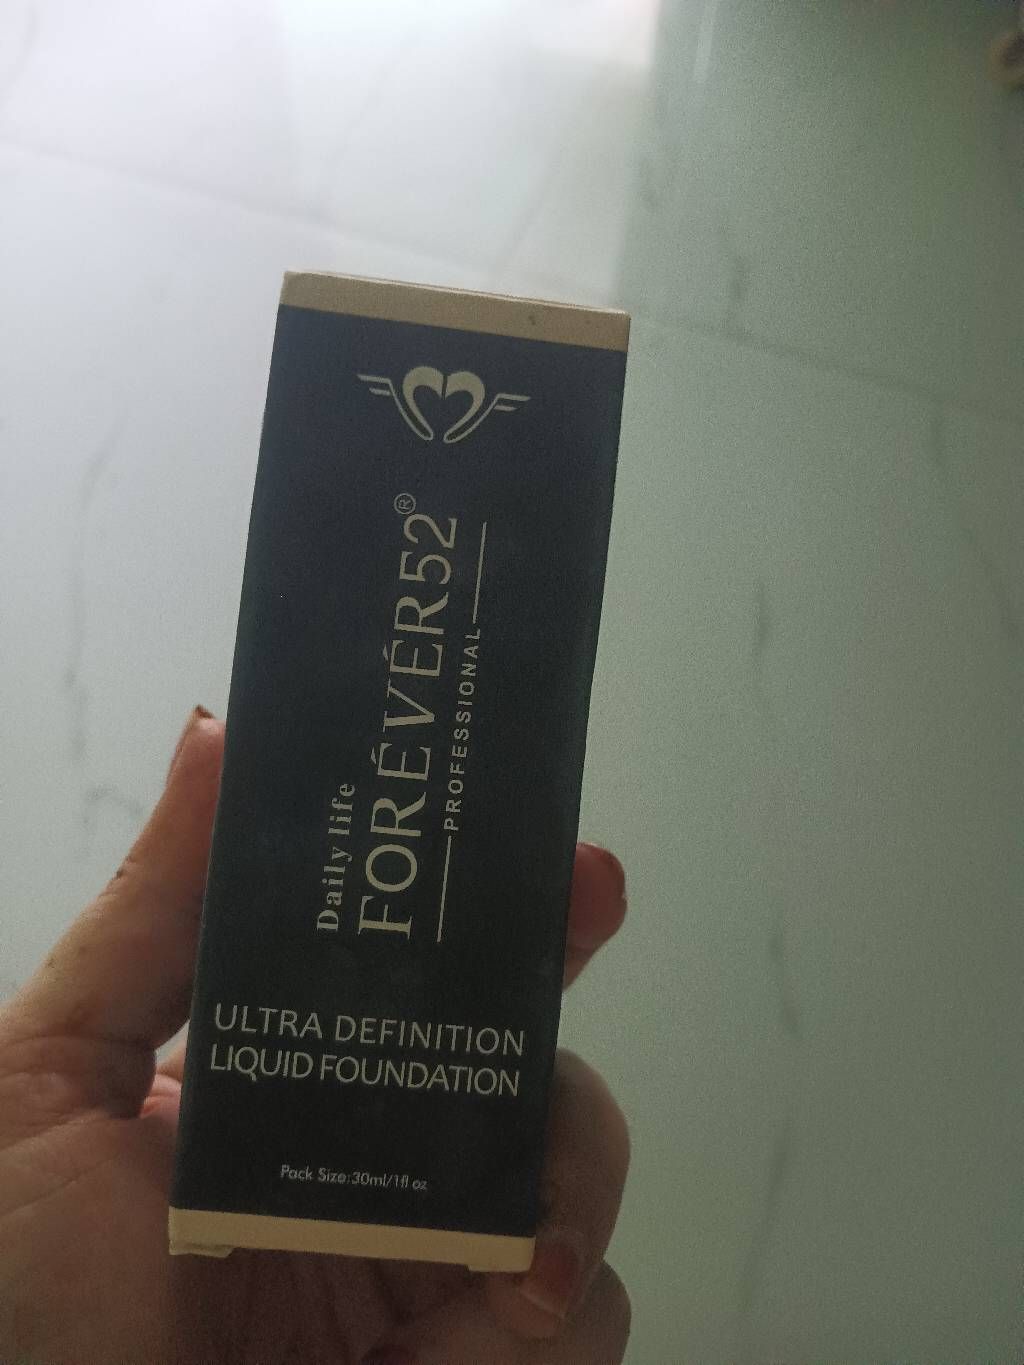 Daily life
FORÉVÉR52®
PROFESSIONAL
ULTRA DEFINITION
LIQUID FOUNDATION
Pack Size:30ml/1fl oz